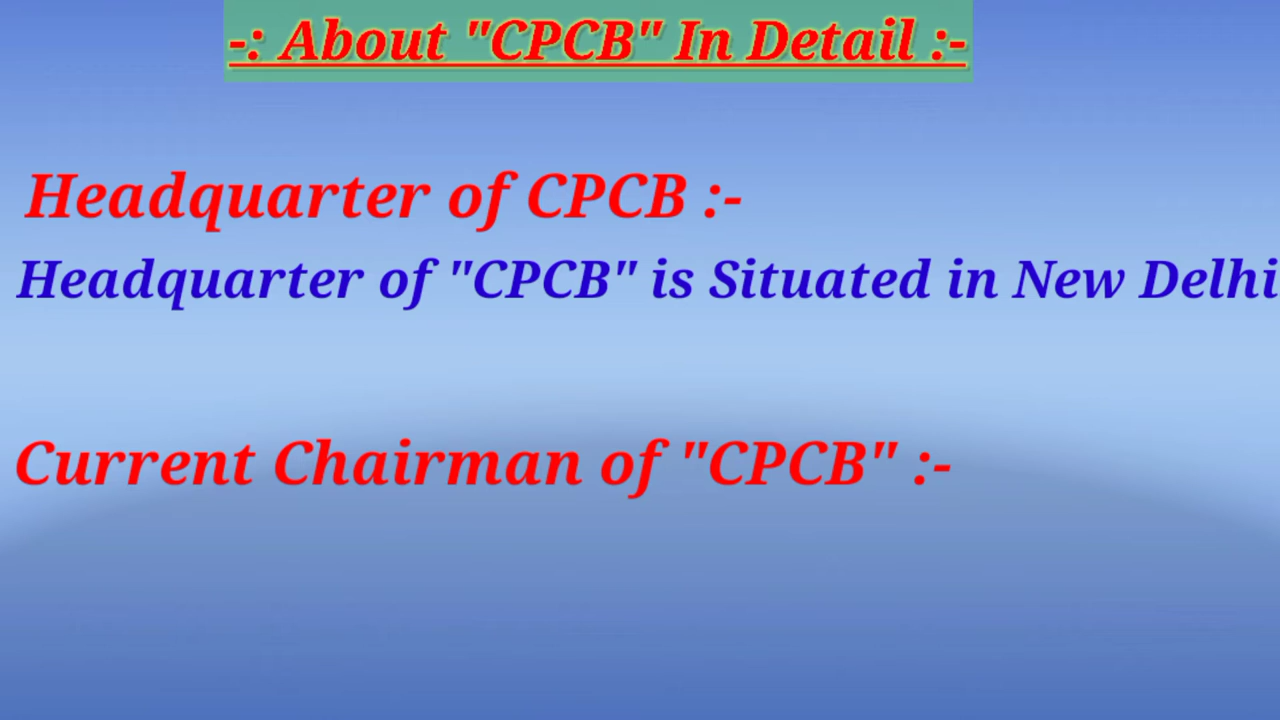 -: About "CPCB" In Detail :-
Headquarter of CPCB :-
Headquarter of "CPCB" is Situated in New Delhi
Current Chairman of "CPCB" :-